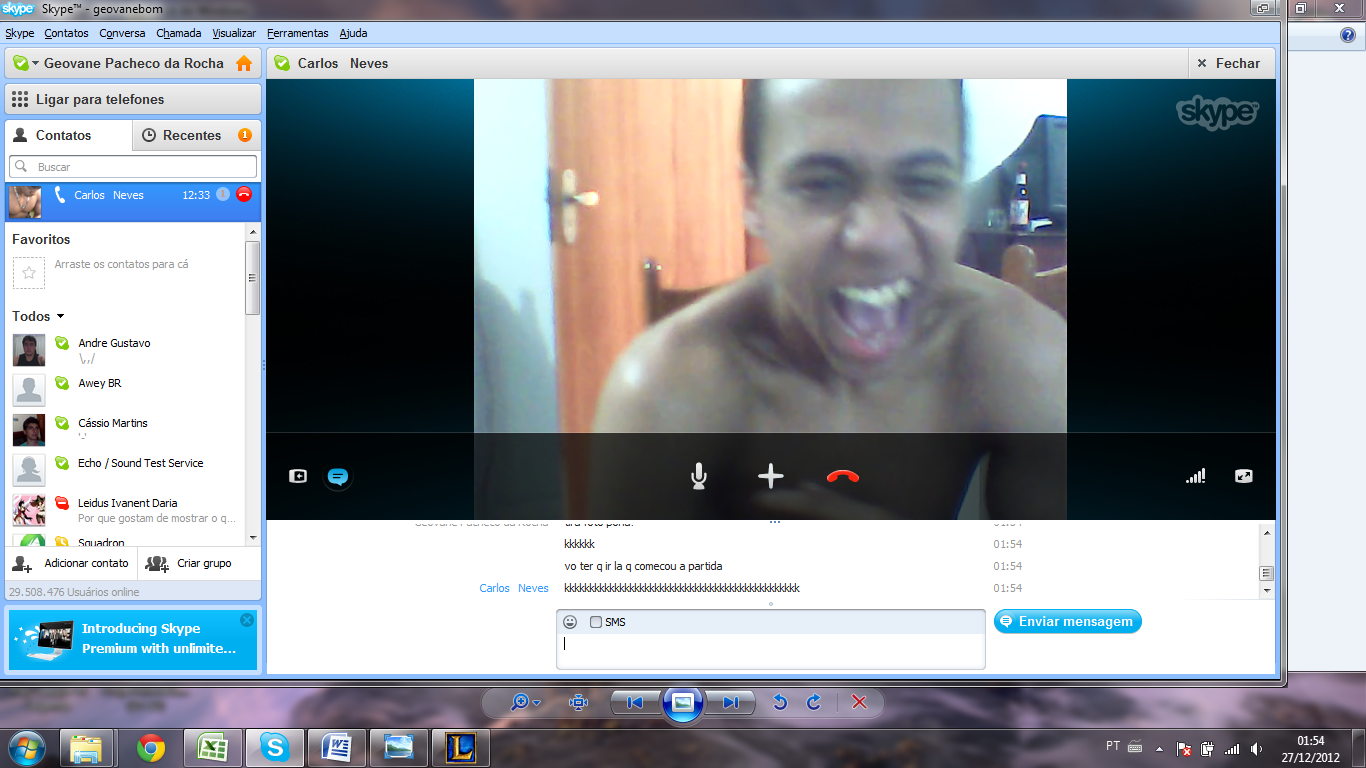 Skype™ - geovanebom
Skype Contatos Conversa Chamada Visualizar Ferramentas Ajuda
Geovane Pacheco da Rocha
Carlos Neves
Fechar
Ligar para telefones
skype
Contatos
Recentes 1
Buscar
Carlos Neves 12:33
Favoritos
Arraste os contatos para cá
Todos
Andre Gustavo
\,,/
Awey BR
Cássio Martins
'-'
Echo / Sound Test Service
Leidus Ivanent Daria
Por que gostam de mostrar o q...
Squadron
Adicionar contato
Criar grupo
29.508.476 Usuários online
Introducing Skype
Premium with unlimite...
Geovane Pacheco da Rocha 01:54
kkkkkk 01:54
vo ter q ir la q comecou a partida 01:54
Carlos Neves kkkkkkkkkkkkkkkkkkkkkkkkkkkkkkkkkkkkkkkkkkkk 01:54
SMS
Enviar mensagem
PT
01:54
27/12/2012